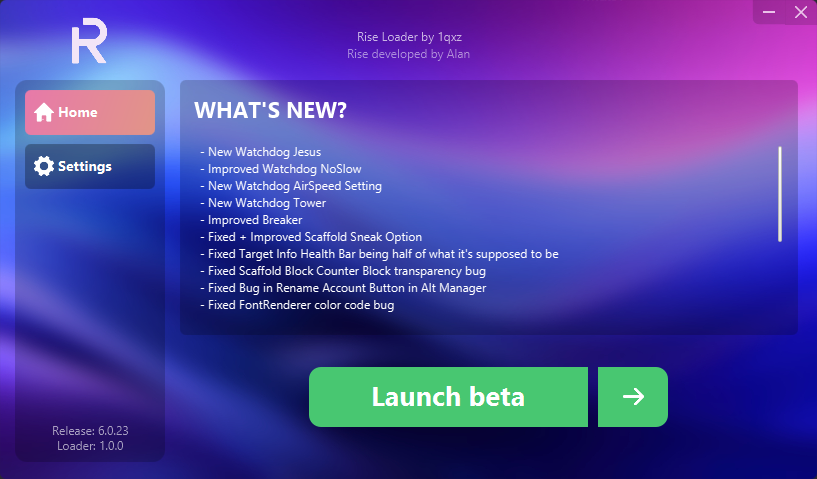 Rise Loader by 1qxz
Rise developed by Alan
Home
Settings
WHAT'S NEW?
- New Watchdog Jesus
- Improved Watchdog NoSlow
- New Watchdog AirSpeed Setting
- New Watchdog Tower
- Improved Breaker
- Fixed + Improved Scaffold Sneak Option
- Fixed Target Info Health Bar being half of what it's supposed to be
- Fixed Scaffold Block Counter Block transparency bug
- Fixed Bug in Rename Account Button in Alt Manager
- Fixed FontRenderer color code bug
Launch beta
Release: 6.0.23
Loader: 1.0.0